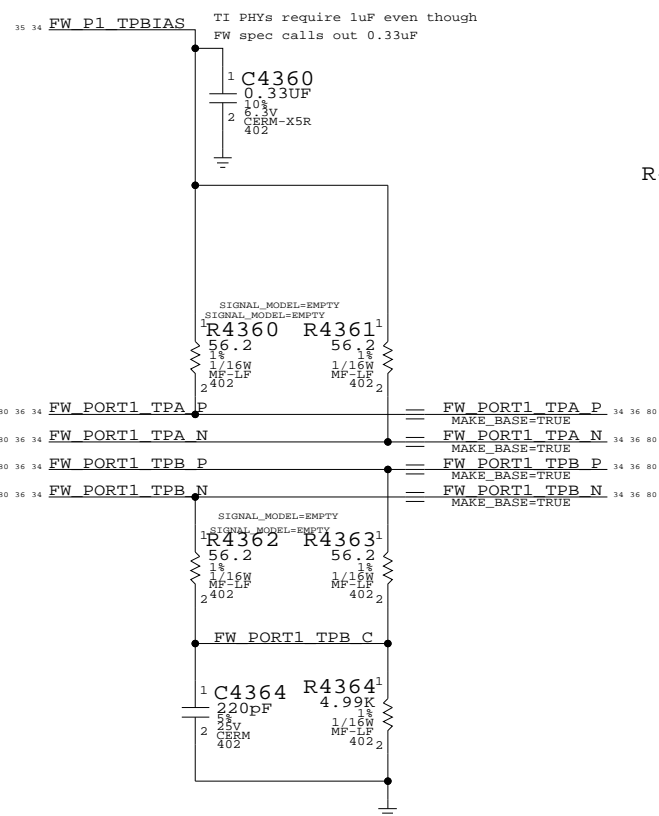 TI PHYs require 1uF even though
35 34 FW_P1_TPBIAS
FW spec calls out 0.33uF
1 C4360
0.33UF
10%
6.3V
2 CERM-X5R
402
R
SIGNAL_MODEL=EMPTY
SIGNAL_MODEL=EMPTY
1 R4360 R4361 1
56.2 56.2
1% 1%
1/16W 1/16W
MF-LF MF-LF
2 402 402 2
80 36 34 FW_PORT1_TPA_P FW_PORT1_TPA_P 34 36 80
MAKE_BASE=TRUE
80 36 34 FW_PORT1_TPA_N FW_PORT1_TPA_N 34 36 80
MAKE_BASE=TRUE
80 36 34 FW_PORT1_TPB_P FW_PORT1_TPB_P 34 36 80
MAKE_BASE=TRUE
80 36 34 FW_PORT1_TPB_N FW_PORT1_TPB_N 34 36 80
MAKE_BASE=TRUE
SIGNAL_MODEL=EMPTY
SIGNAL_MODEL=EMPTY
1 R4362 R4363 1
56.2 56.2
1% 1%
1/16W 1/16W
MF-LF MF-LF
2 402 402 2
FW_PORT1_TPB_C
1 C4364 R4364 1
220pF 4.99K
5% 1%
25V 1/16W
2 CERM MF-LF
402 402 2